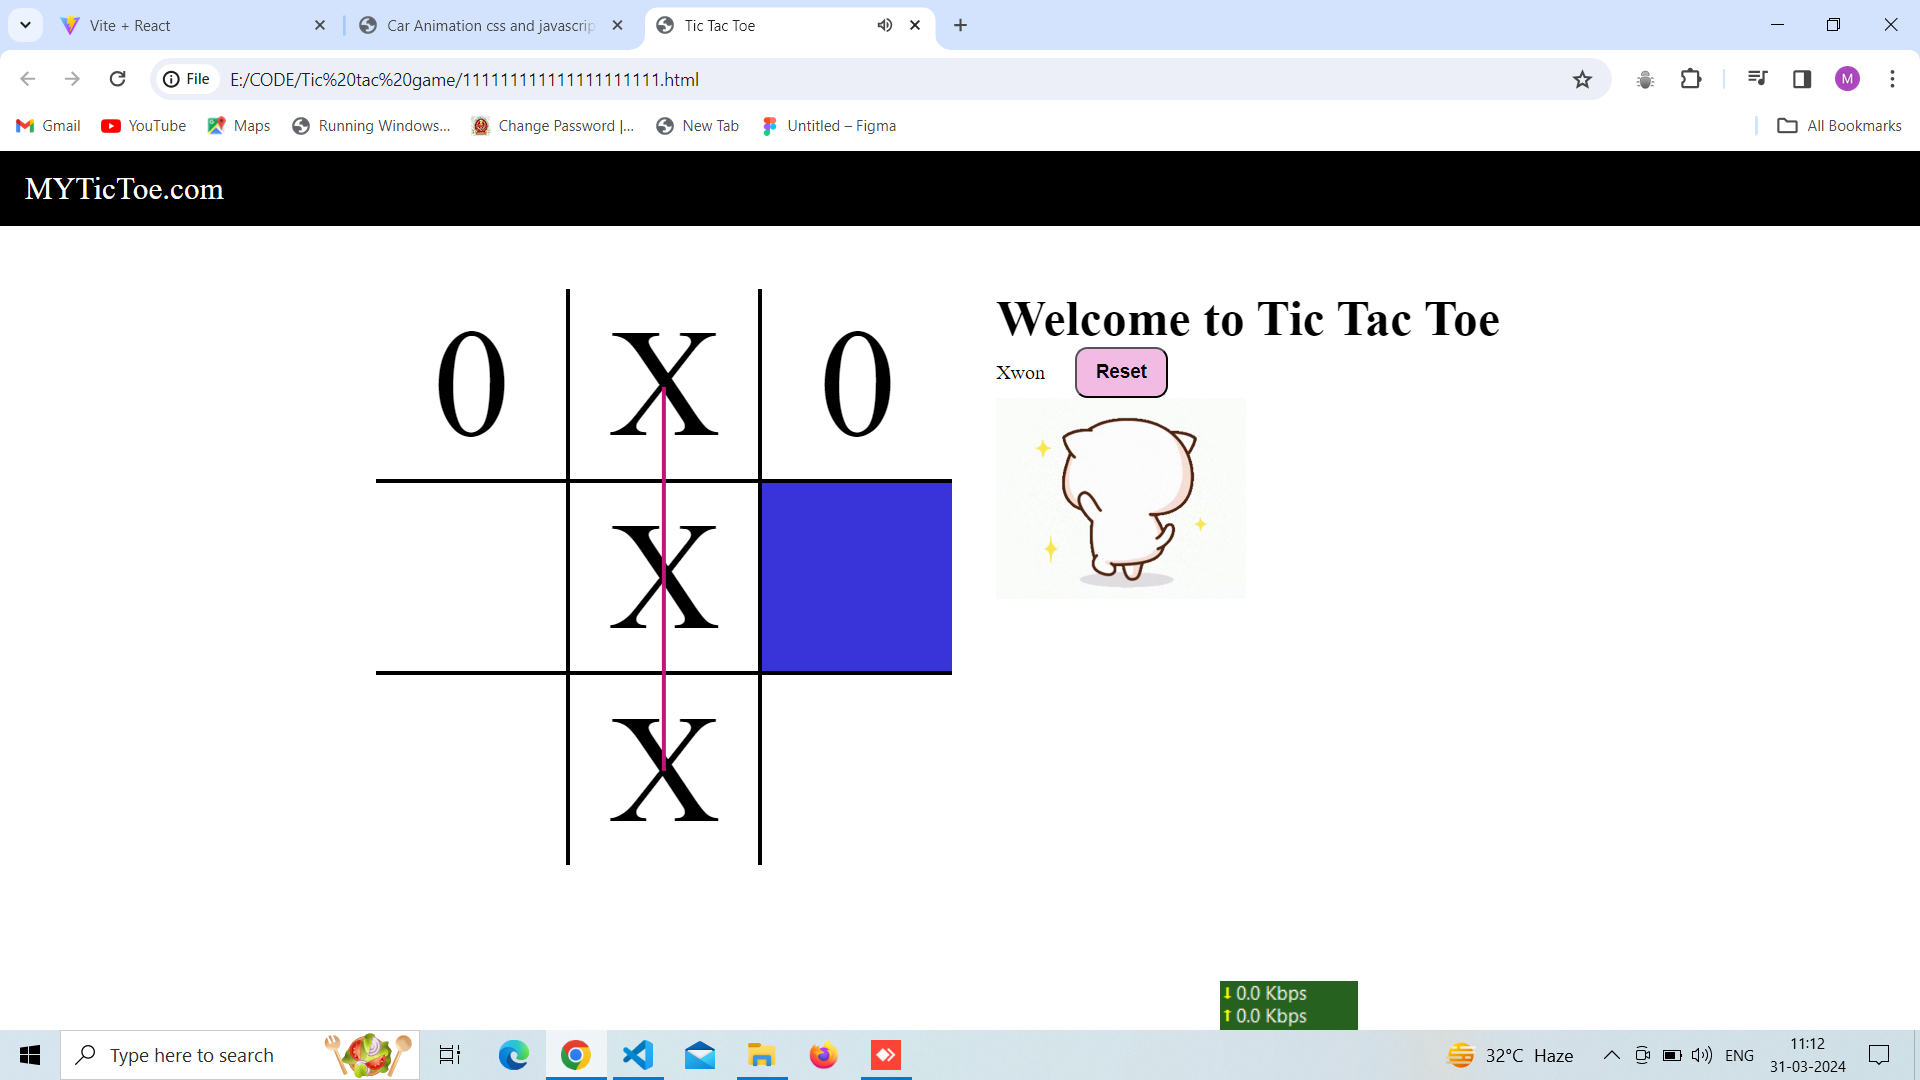 Vite + React
Car Animation css and javascrip
Tic Tac Toe
File
E:/CODE/Tic%20tac%20game/1111111111111111111111.html
M
Gmail
YouTube
Maps
Running Windows...
Change Password |...
New Tab
Untitled – Figma
All Bookmarks
MYTicToe.com
0 X 0
X
X
Welcome to Tic Tac Toe
Xwon
Reset
0.0 Kbps
0.0 Kbps
Type here to search
32°C Haze
ENG
11:12
31-03-2024